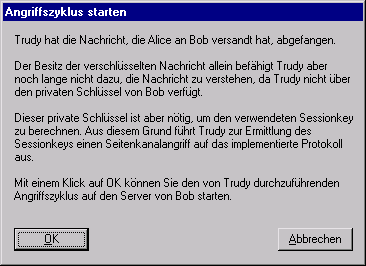 Angriffszyklus starten
Trudy hat die Nachricht, die Alice an Bob versandt hat, abgefangen.
Der Besitz der verschlüsselten Nachricht allein befähigt Trudy aber
noch lange nicht dazu, die Nachricht zu verstehen, da Trudy nicht über
den privaten Schlüssel von Bob verfügt.
Dieser private Schlüssel ist aber nötig, um den verwendeten Sessionkey
zu berechnen. Aus diesem Grund führt Trudy zur Ermittlung des
Sessionkeys einen Seitenkanalangriff auf das implementierte Protokoll
aus.
Mit einem Klick auf OK können Sie den von Trudy durchzuführenden
Angriffszyklus auf den Server von Bob starten.
OK
Abbrechen